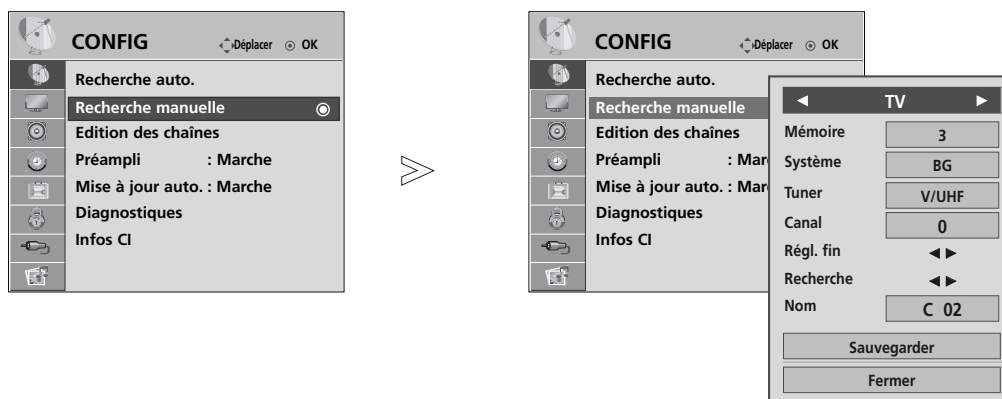 CONFIG
Déplacer OK
Recherche auto.
Recherche manuelle
Edition des chaînes
Préampli : Marche
Mise à jour auto. : Marche
Diagnostiques
Infos CI
CONFIG
Déplacer OK
Recherche auto.
Recherche manuelle
Edition des chaînes
Préampli : Mar
Mise à jour auto. : Mar
Diagnostiques
Infos CI
TV
Mémoire 3
Système BG
Tuner V/UHF
Canal 0
Régl. fin
Recherche
Nom C 02
Sauvegarder
Fermer